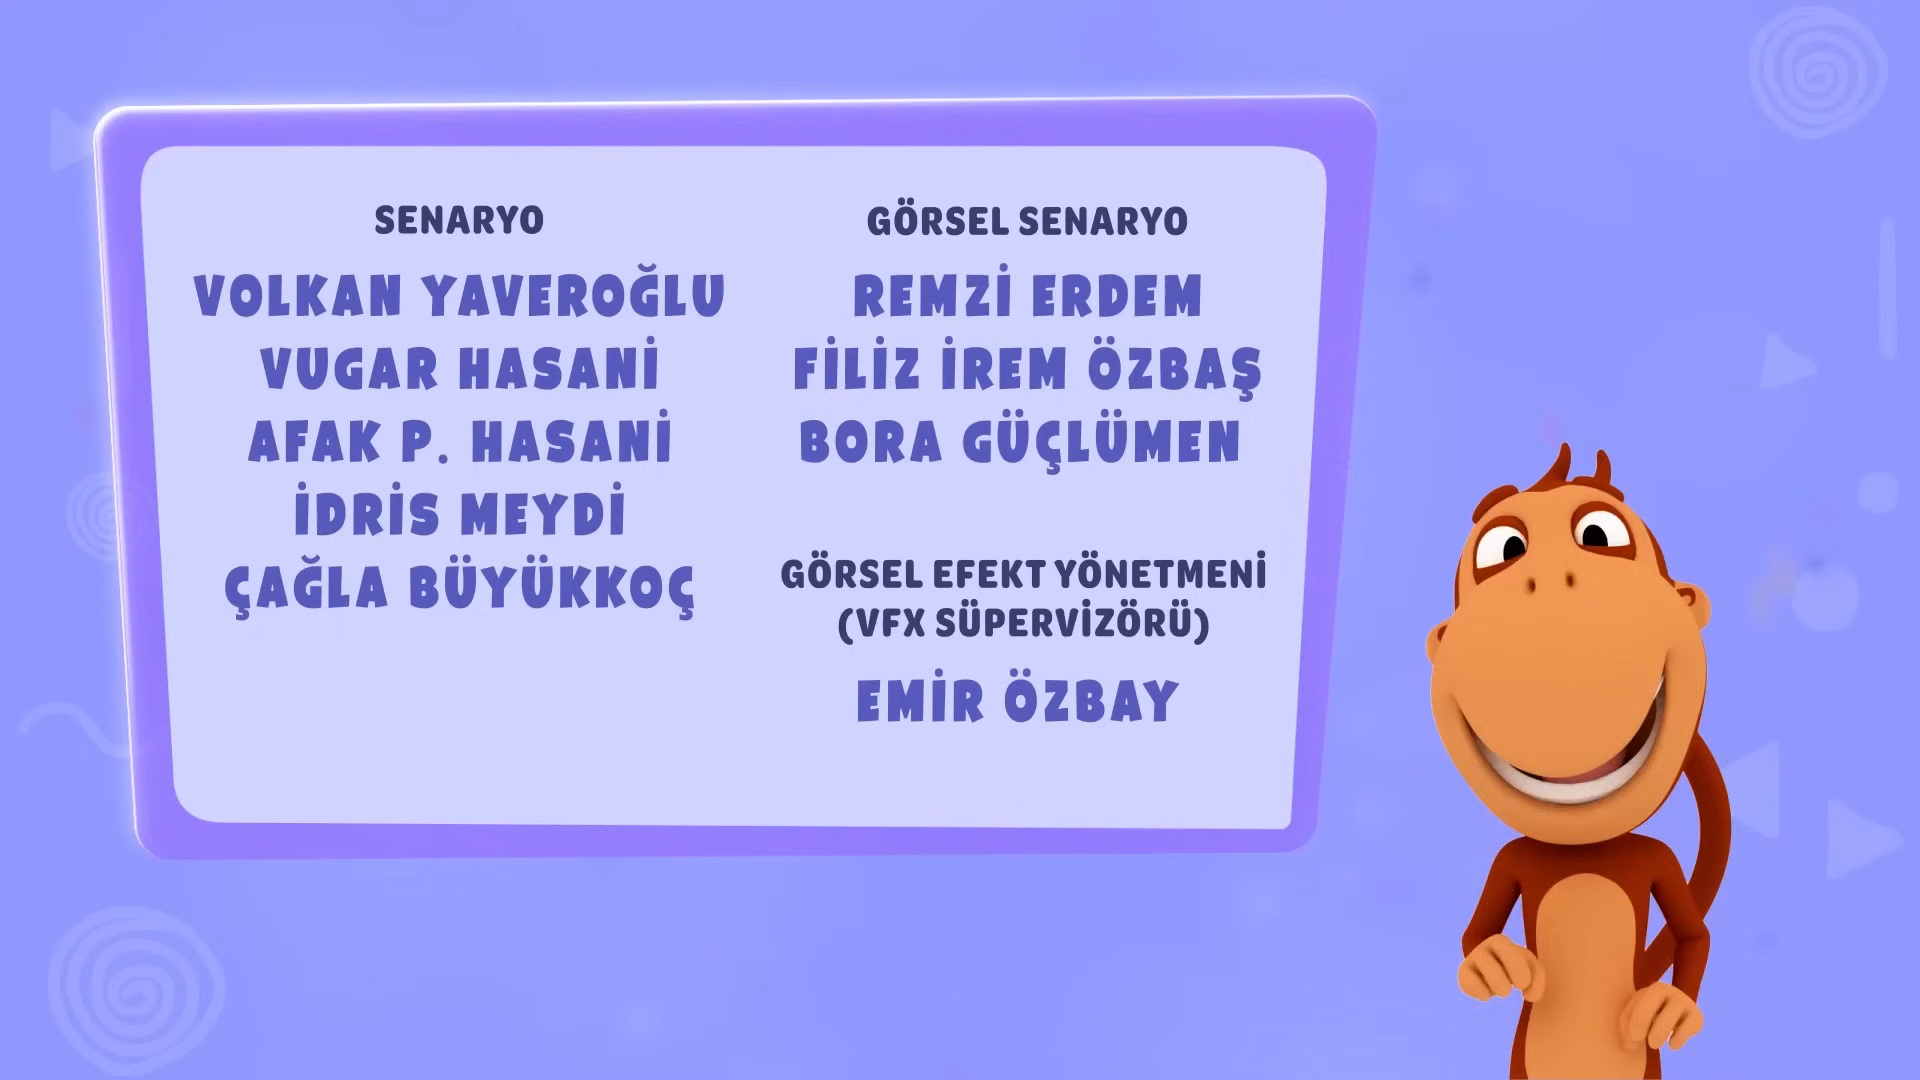 SENARYO
VOLKAN YAVEROĞLU
VUGAR HASANİ
AFAK P. HASANİ
İDRİS MEYDİ
ÇAĞLA BÜYÜKKOÇ
GÖRSEL SENARYO
REMZİ ERDEM
FİLİZ İREM ÖZBAŞ
BORA GÜÇLÜMEN
GÖRSEL EFEKT YÖNETMENİ
(VFX SÜPERVİZÖRÜ)
EMİR ÖZBAY